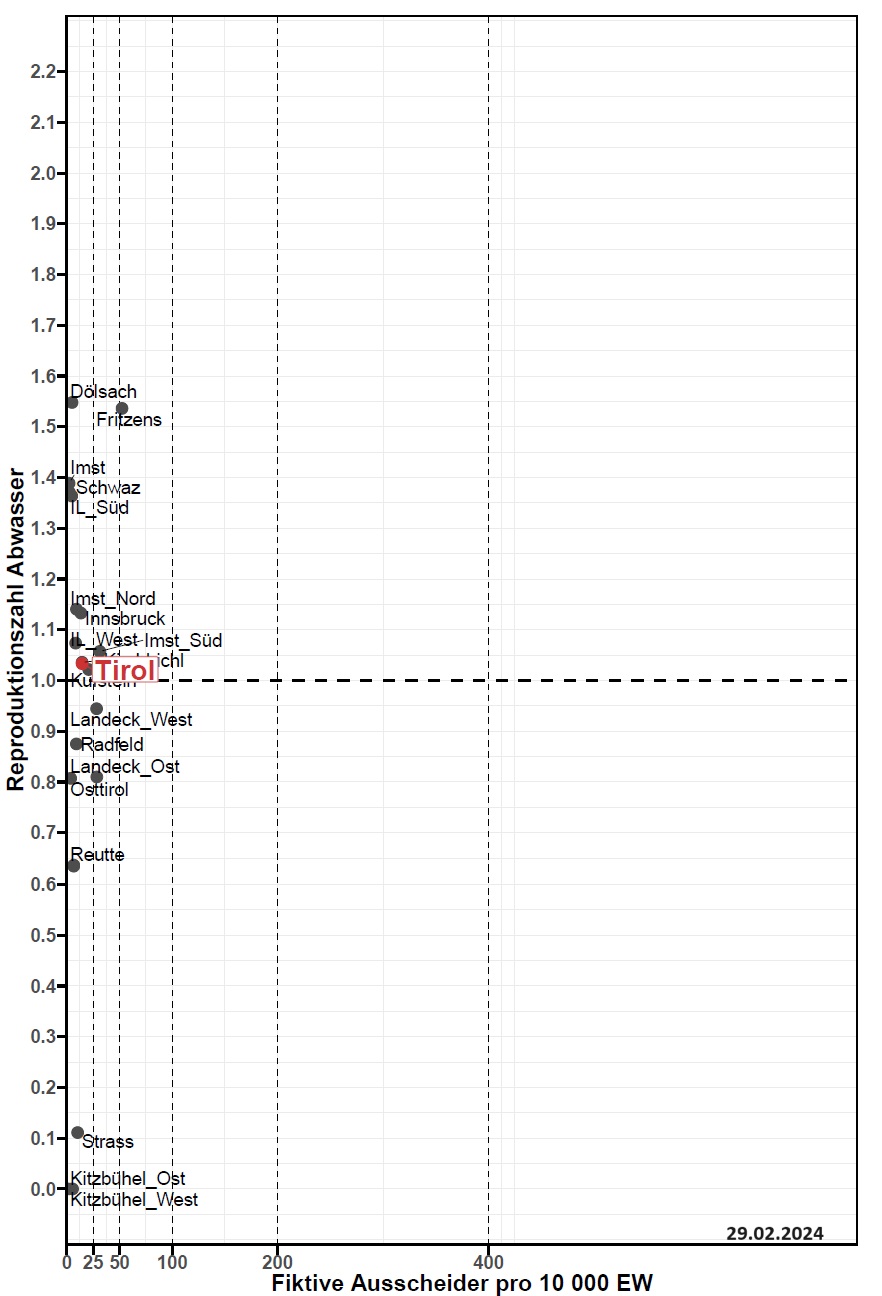 2.2
2.1
2.0
1.9
1.8
1.7
1.6
1.5
1.4
1.3
1.2
1.1
1.0
0.9
0.8
0.7
0.6
0.5
0.4
0.3
0.2
0.1
0.0
Reproduktionszahl Abwasser
Dölsach
Fritzens
Imst
Schwaz
IL_Süd
Imst_Nord
Innsbruck
IL_West
Imst_Süd
Tirol
Landeck_West
Radfeld
Landeck_Ost
Osttirol
Reutte
Strass
Kitzbühel_Ost
Kitzbühel_West
29.02.2024
0 25 50 100 200 400
Fiktive Ausscheider pro 10 000 EW